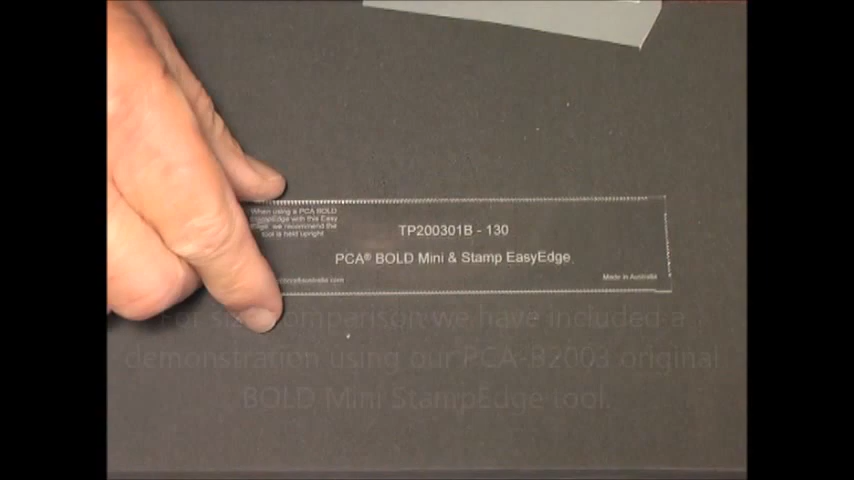 When using a PCA BOLD
StampEdge with this Easy
Edge, we recommend the
tool is held upright
TP200301B - 130
PCA® BOLD Mini & Stamp EasyEdge
Made in Australia
For size comparison we have included a
demonstration using our PCA-B2003 original
BOLD Mini StampEdge tool.